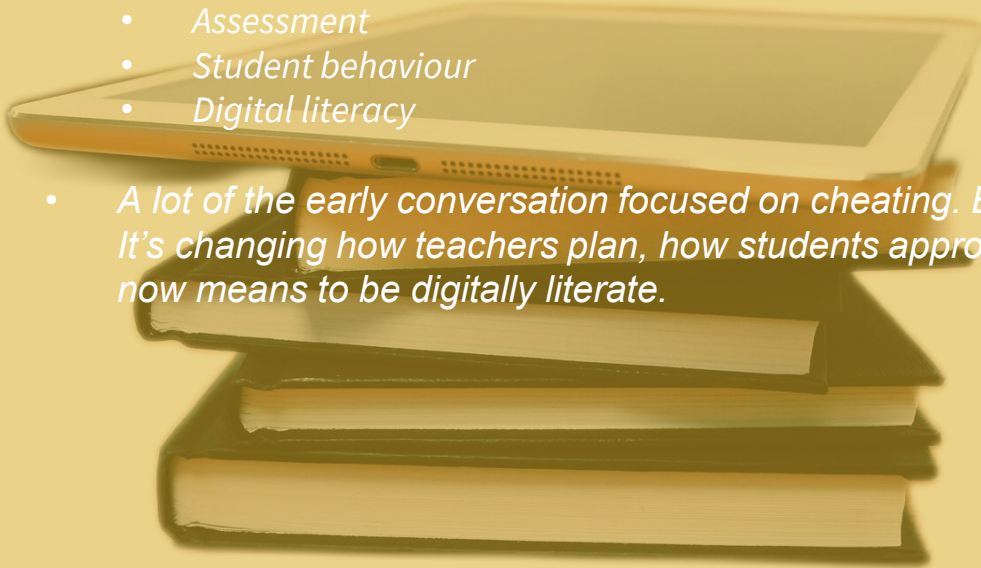 • Assessment
• Student behaviour
• Digital literacy
• A lot of the early conversation focused on cheating.
It’s changing how teachers plan, how students
now means to be digitally literate.